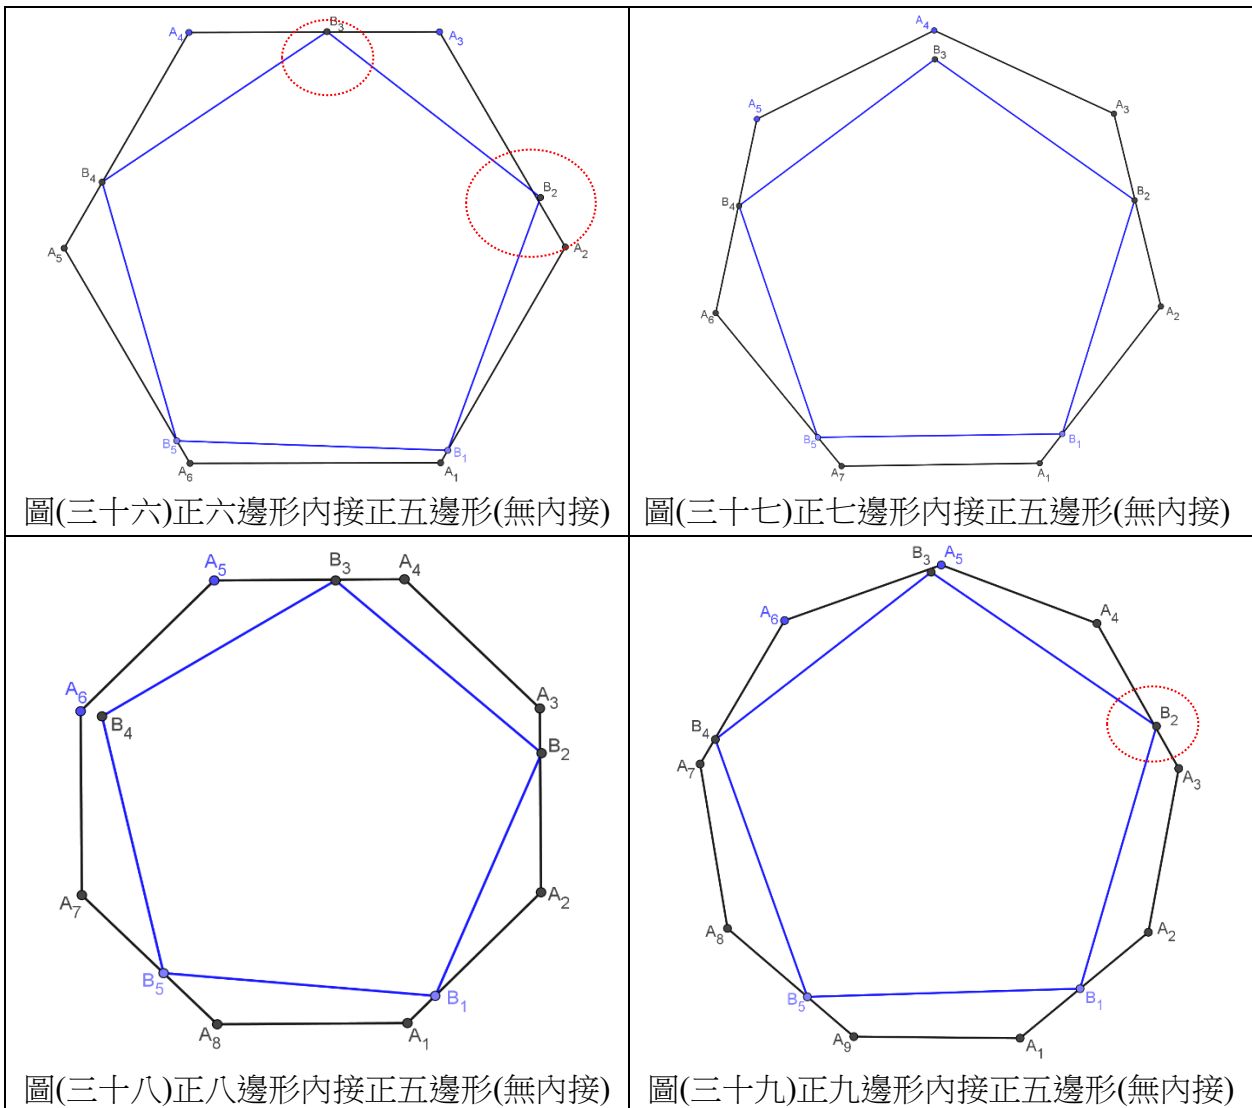 B3
A4
A3
B4
B2
A5
A2
B5
B1
A6
A1
圖(三十六)正六邊形內接正五邊形(無內接)
A4
B3
A5
A3
B4
B2
A6
A2
B5
B1
A7
A1
圖(三十七)正七邊形內接正五邊形(無內接)
A5
B3
A4
A6
A3
B4
B2
A7
A2
B5
B1
A8
A1
圖(三十八)正八邊形內接正五邊形(無內接)
B3
A5
A6
A4
B4
B2
A7
A3
A8
A2
B5
B1
A9
A1
圖(三十九)正九邊形內接正五邊形(無內接)